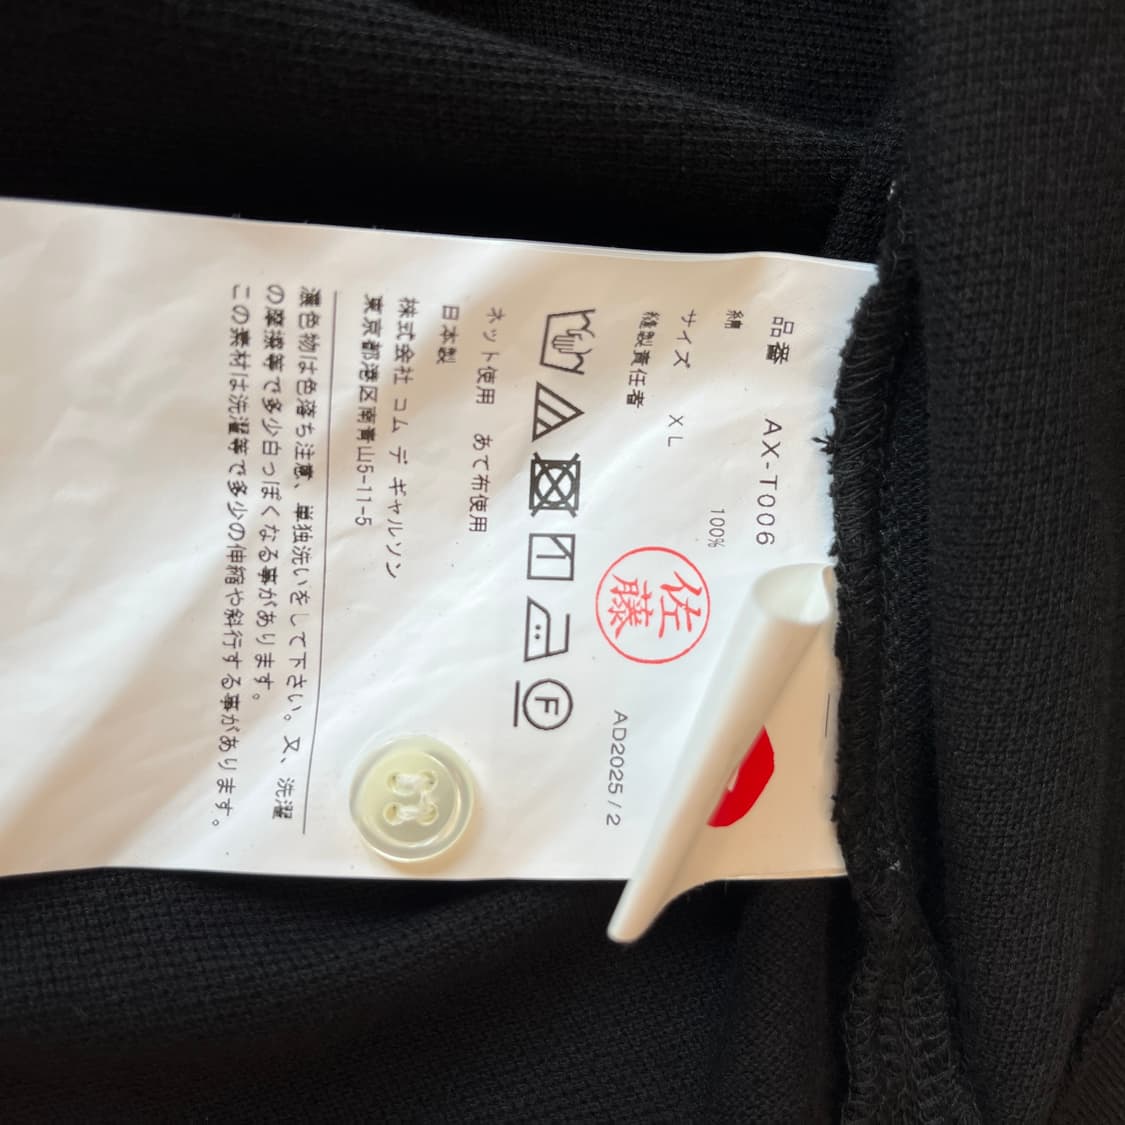 品番 AX-T006
綿 100%
サイズ XL
縫製責任者
佐藤
AD2025/2
F
ネット使用 あて布使用
日本製
株式会社 コム デ ギャルソン
東京都港区南青山5-11-5
濃色物は色落ち注意、単独洗いをして下さい。又、洗濯
の摩擦等で多少白っぽくなる事があります。
この素材は洗濯等で多少の伸縮や斜行する事があります。